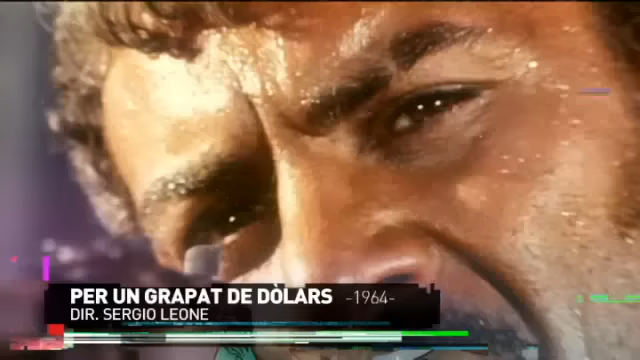 PER UN GRAPAT DE DÒLARS -1964-
DIR. SERGIO LEONE